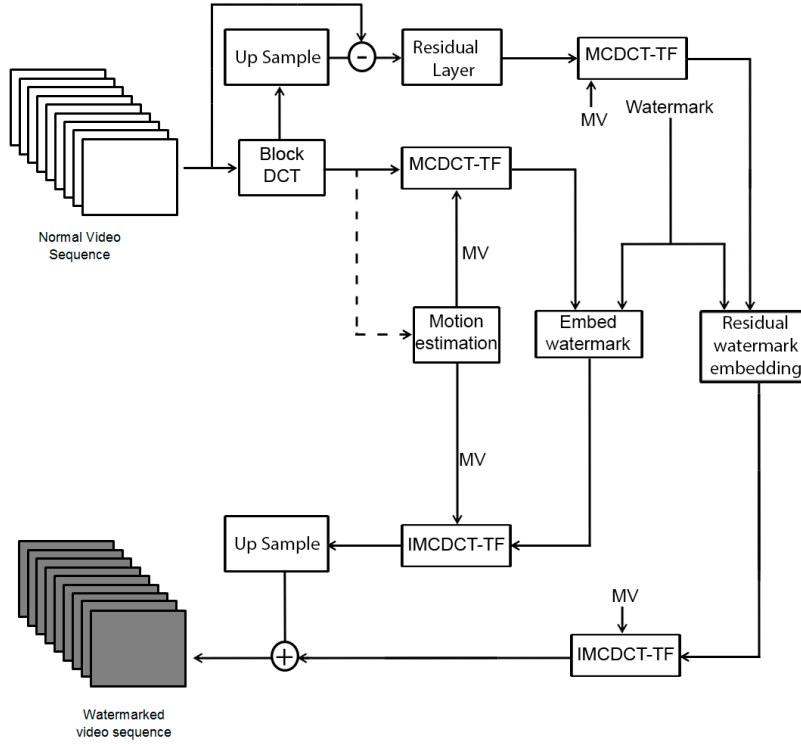 Up Sample
-
Residual
Layer
MCDCT-TF
MV
Watermark
Block
DCT
MCDCT-TF
Normal Video
Sequence
MV
Motion
estimation
Embed
watermark
Residual
watermark
embedding
MV
Up Sample
IMCDCT-TF
MV
+
IMCDCT-TF
Watermarked
video sequence